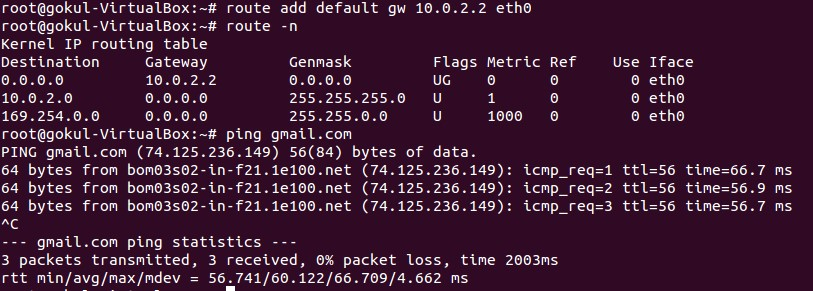 root@gokul-VirtualBox:~# route add default gw 10.0.2.2 eth0
root@gokul-VirtualBox:~# route -n
Kernel IP routing table
Destination     Gateway         Genmask         Flags Metric Ref    Use Iface
0.0.0.0         10.0.2.2        0.0.0.0         UG    0      0        0 eth0
10.0.2.0        0.0.0.0         255.255.255.0   U     1      0        0 eth0
169.254.0.0     0.0.0.0         255.255.0.0     U     1000   0        0 eth0
root@gokul-VirtualBox:~# ping gmail.com
PING gmail.com (74.125.236.149) 56(84) bytes of data.
64 bytes from bom03s02-in-f21.1e100.net (74.125.236.149): icmp_req=1 ttl=56 time=66.7 ms
64 bytes from bom03s02-in-f21.1e100.net (74.125.236.149): icmp_req=2 ttl=56 time=56.9 ms
64 bytes from bom03s02-in-f21.1e100.net (74.125.236.149): icmp_req=3 ttl=56 time=56.7 ms
^C
--- gmail.com ping statistics ---
3 packets transmitted, 3 received, 0% packet loss, time 2003ms
rtt min/avg/max/mdev = 56.741/60.122/66.709/4.662 ms